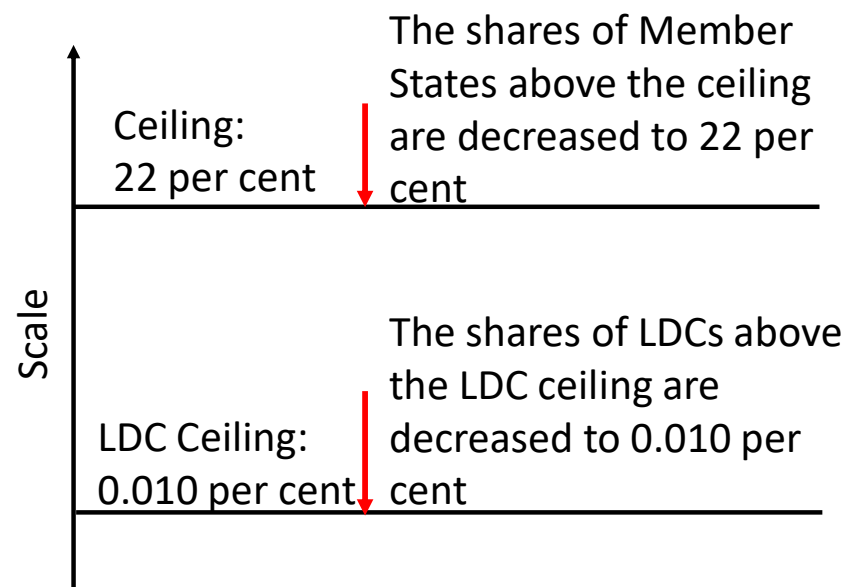 The shares of Member
States above the ceiling
are decreased to 22 per
cent
Ceiling:
22 per cent
Scale
The shares of LDCs above
the LDC ceiling are
decreased to 0.010 per
cent
LDC Ceiling:
0.010 per cent